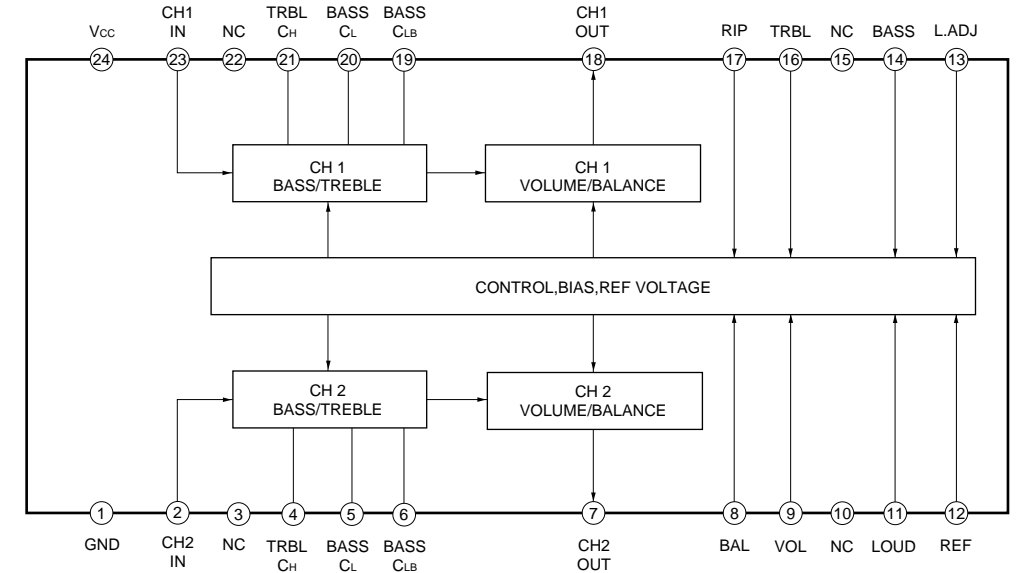 CH1 TRBL BASS BASS CH1
Vcc IN NC CH CL CLB OUT RIP TRBL NC BASS L.ADJ
24 23 22 21 20 19 18 17 16 15 14 13
CH 1 CH 1
BASS/TREBLE VOLUME/BALANCE
CONTROL,BIAS,REF VOLTAGE
CH 2 CH 2
BASS/TREBLE VOLUME/BALANCE
1 2 3 4 5 6 7 8 9 10 11 12
GND CH2 NC TRBL BASS BASS CH2 BAL VOL NC LOUD REF
IN CH CL CLB OUT